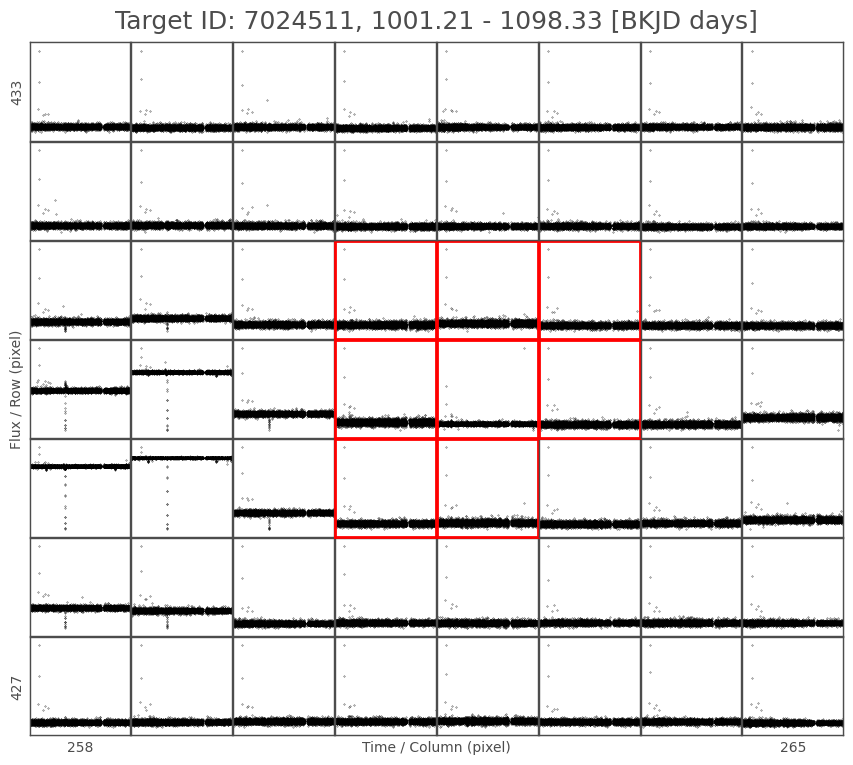 Target ID: 7024511, 1001.21 - 1098.33 [BKJD days]
433
Flux / Row (pixel)
427
258
Time / Column (pixel)
265